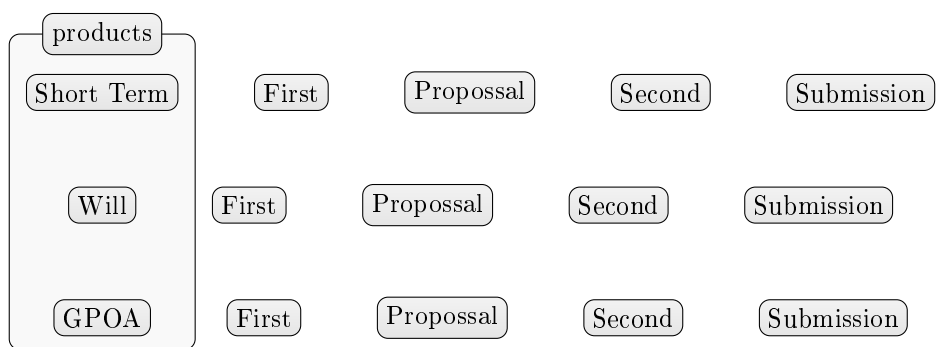 products
Short Term First Propossal Second Submission
Will First Propossal Second Submission
GPOA First Propossal Second Submission